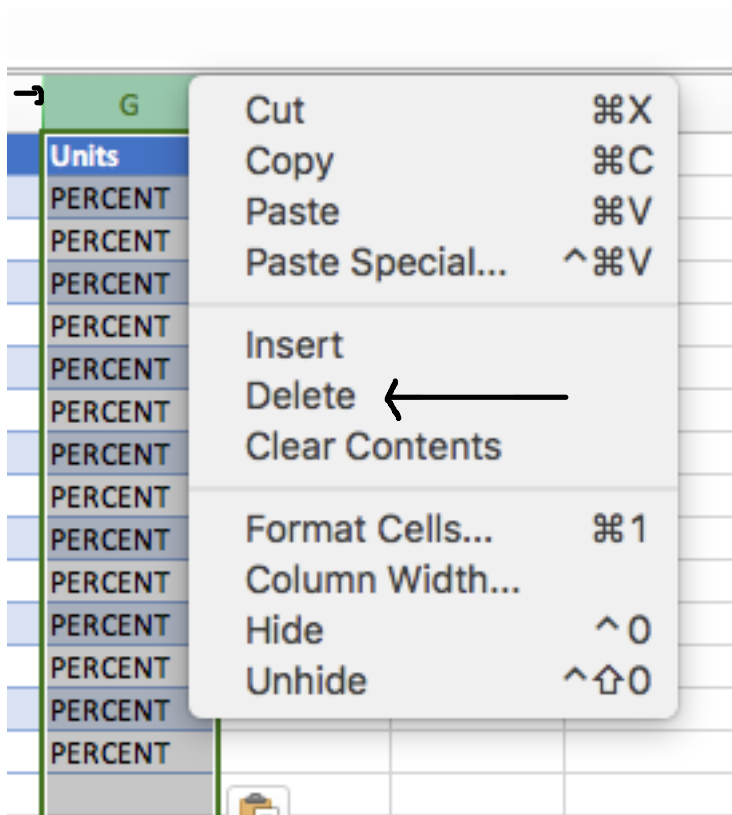 G
Units
PERCENT
PERCENT
PERCENT
PERCENT
PERCENT
PERCENT
PERCENT
PERCENT
PERCENT
PERCENT
PERCENT
PERCENT
PERCENT
PERCENT
Cut ⌘X
Copy ⌘C
Paste ⌘V
Paste Special... ^⌘V
Insert
Delete
Clear Contents
Format Cells... ⌘1
Column Width...
Hide ^0
Unhide ^⇧0